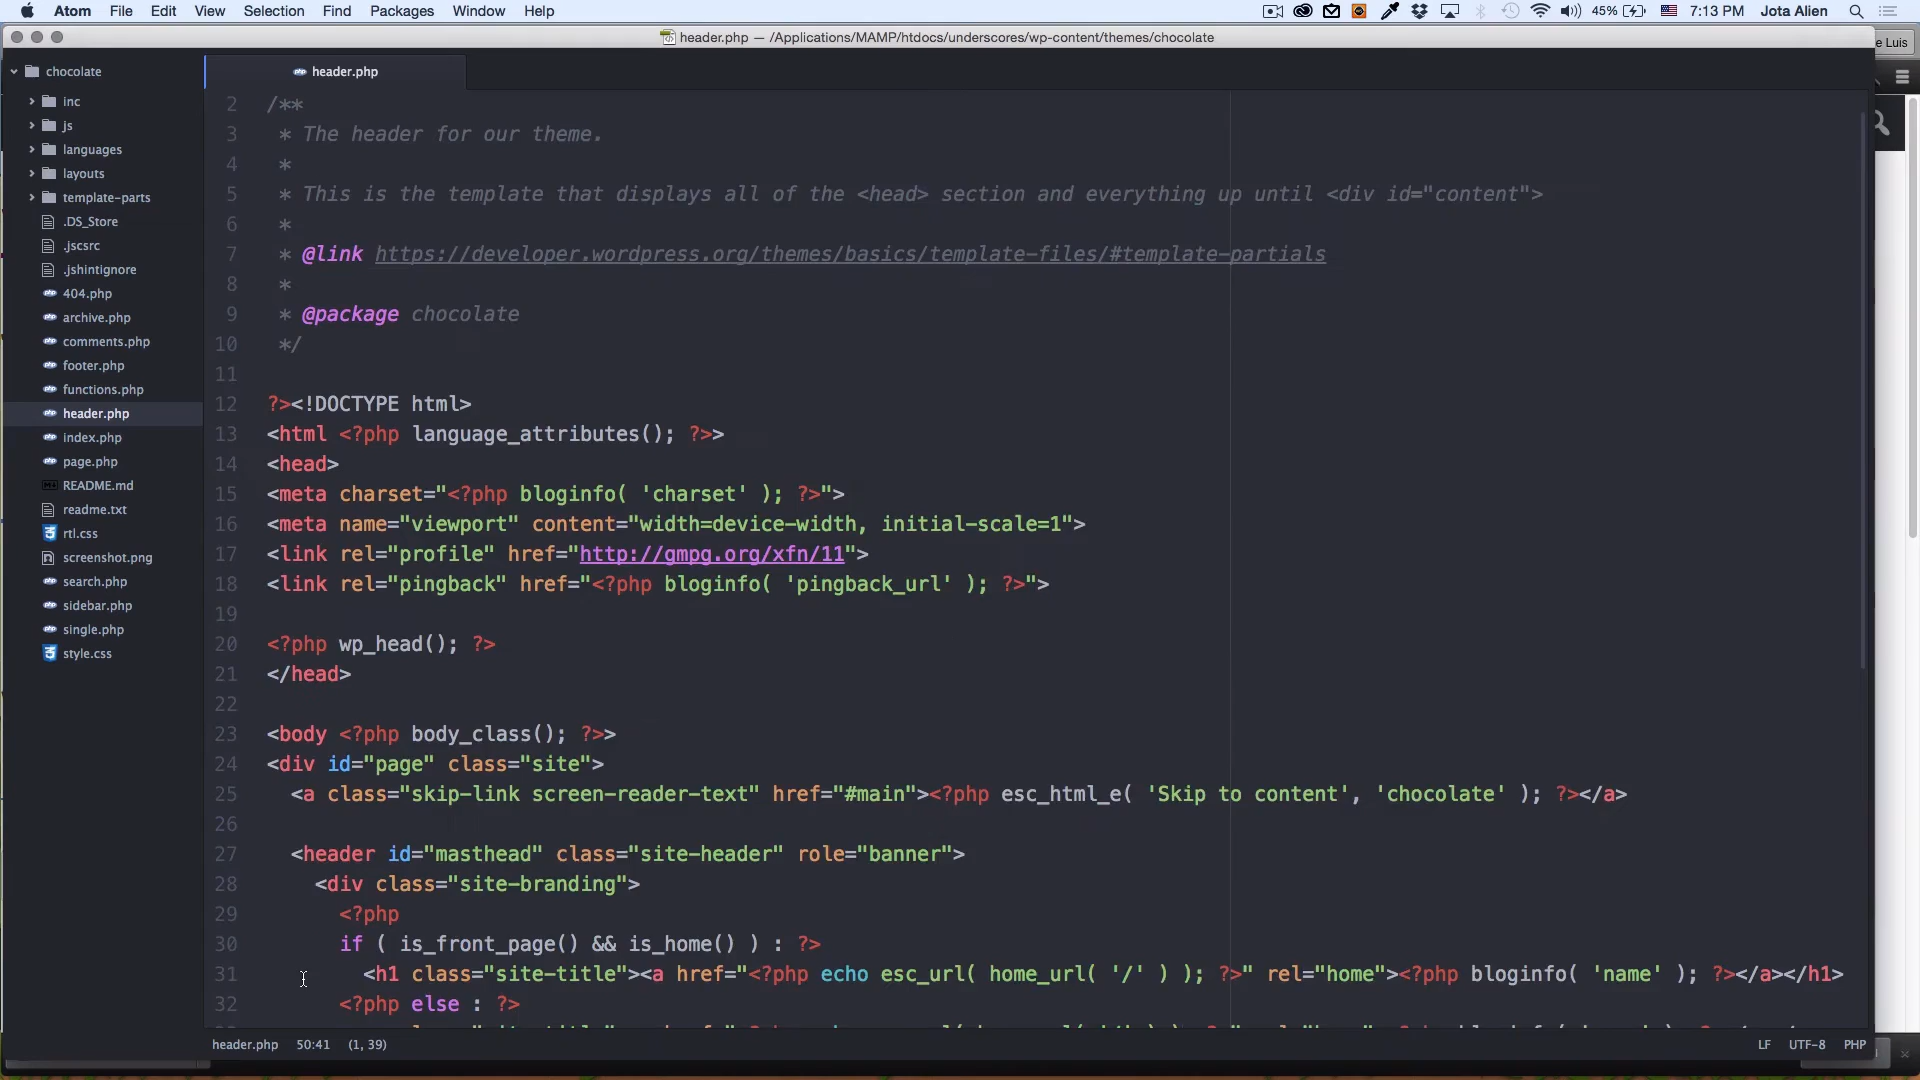 Atom File Edit View Selection Find Packages Window Help 45% 7:13 PM Jota Alien
header.php — /Applications/MAMP/htdocs/underscores/wp-content/themes/chocolate
e Luis
chocolate
inc
js
languages
layouts
template-parts
.DS_Store
.jscsrc
.jshintignore
404.php
archive.php
comments.php
footer.php
functions.php
header.php
index.php
page.php
README.md
readme.txt
rtl.css
screenshot.png
search.php
sidebar.php
single.php
style.css
header.php
2 /**
3 * The header for our theme.
4 *
5 * This is the template that displays all of the <head> section and everything up until <div id="content">
6 *
7 * @link https://developer.wordpress.org/themes/basics/template-files/#template-partials
8 *
9 * @package chocolate
10 */
11
12 ?><!DOCTYPE html>
13 <html <?php language_attributes(); ?>>
14 <head>
15 <meta charset="<?php bloginfo( 'charset' ); ?>">
16 <meta name="viewport" content="width=device-width, initial-scale=1">
17 <link rel="profile" href="http://gmpg.org/xfn/11">
18 <link rel="pingback" href="<?php bloginfo( 'pingback_url' ); ?>">
19
20 <?php wp_head(); ?>
21 </head>
22
23 <body <?php body_class(); ?>>
24 <div id="page" class="site">
25 <a class="skip-link screen-reader-text" href="#main"><?php esc_html_e( 'Skip to content', 'chocolate' ); ?></a>
26
27 <header id="masthead" class="site-header" role="banner">
28 <div class="site-branding">
29 <?php
30 if ( is_front_page() && is_home() ) : ?>
31 <h1 class="site-title"><a href="<?php echo esc_url( home_url( '/' ) ); ?>" rel="home"><?php bloginfo( 'name' ); ?></a></h1>
32 <?php else : ?>
header.php 50:41 (1, 39) LF UTF-8 PHP